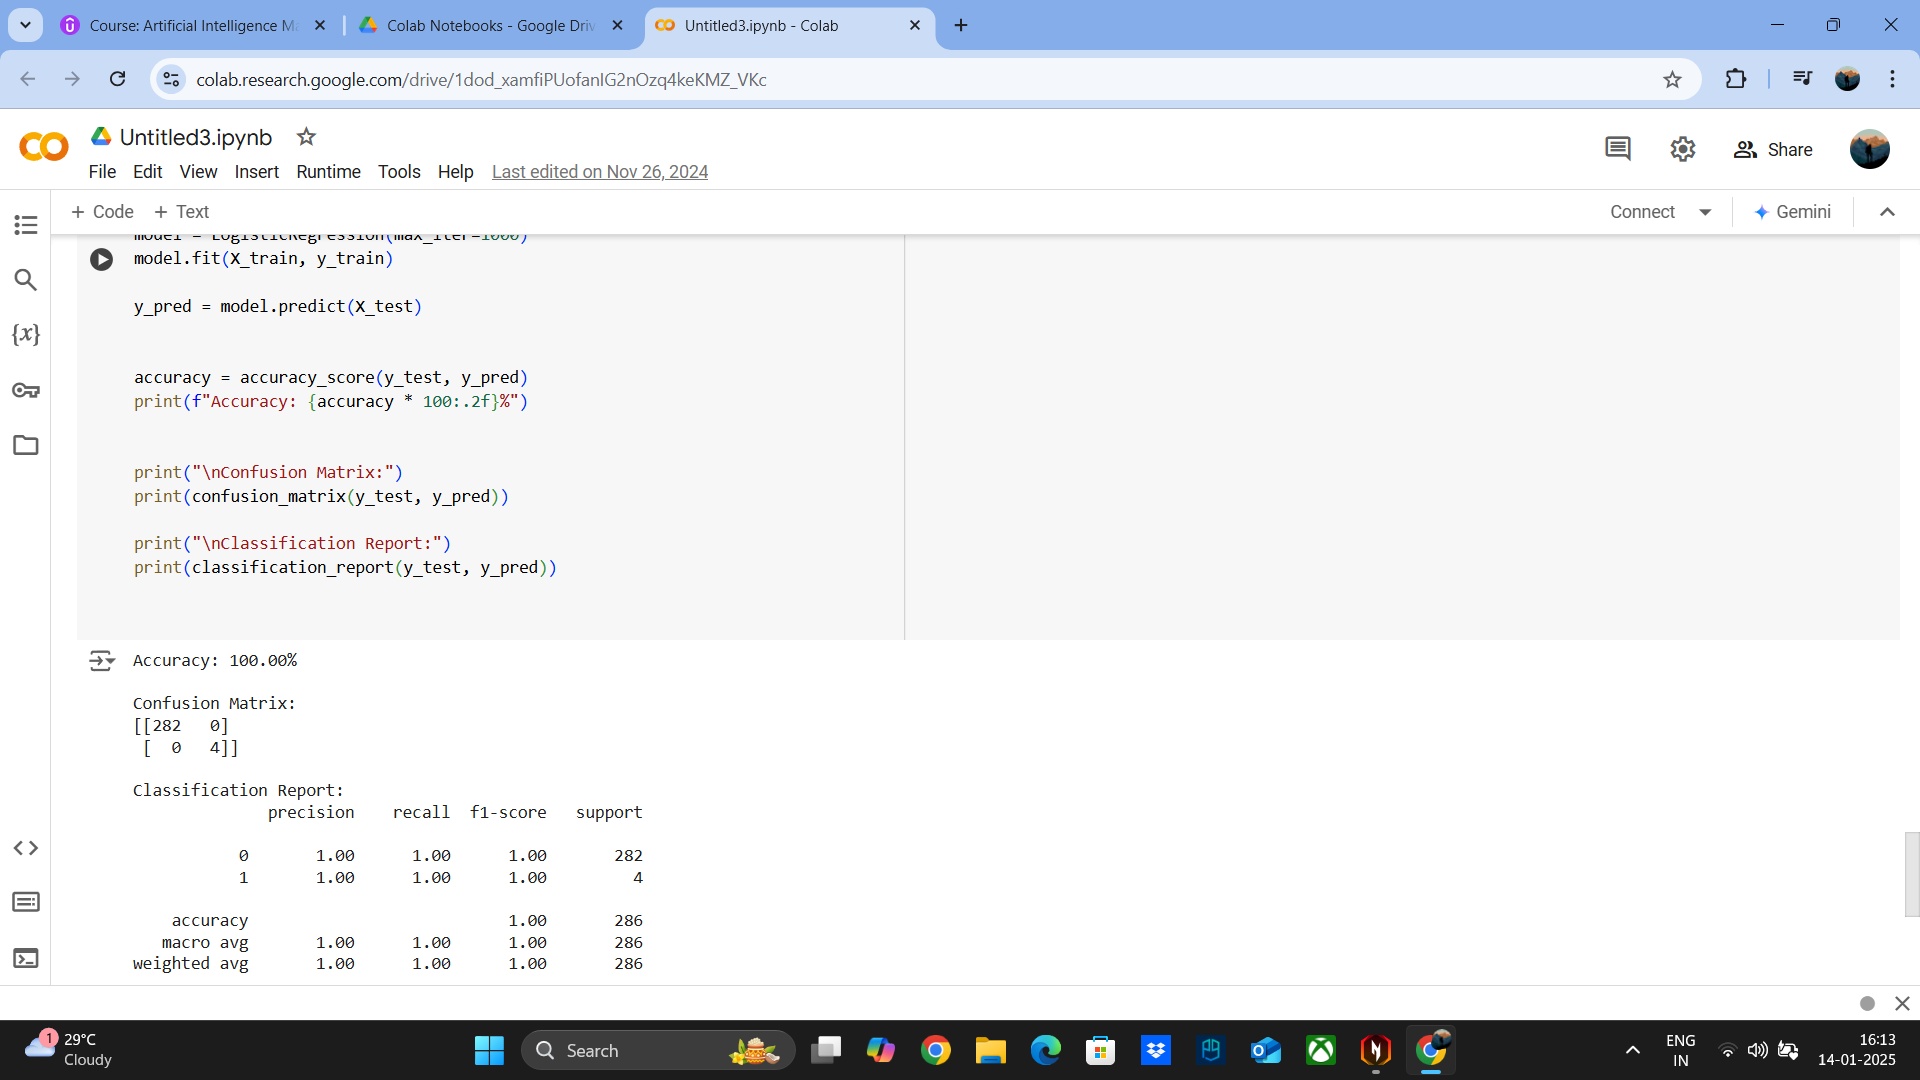 Course: Artificial Intelligence Ma
Colab Notebooks - Google Driv
Untitled3.ipynb - Colab
colab.research.google.com/drive/1dod_xamfiPUofanIG2nOzq4keKMZ_VKc
Untitled3.ipynb
File Edit View Insert Runtime Tools Help Last edited on Nov 26, 2024
Share
+ Code + Text
Connect
Gemini
model = LogisticRegression(max_iter=1000)
model.fit(X_train, y_train)
y_pred = model.predict(X_test)
accuracy = accuracy_score(y_test, y_pred)
print(f"Accuracy: {accuracy * 100:.2f}%")
print("\nConfusion Matrix:")
print(confusion_matrix(y_test, y_pred))
print("\nClassification Report:")
print(classification_report(y_test, y_pred))
Accuracy: 100.00%
Confusion Matrix:
[[282   0]
 [  0   4]]
Classification Report:
precision recall f1-score support
0 1.00 1.00 1.00 282
1 1.00 1.00 1.00 4
accuracy 1.00 286
macro avg 1.00 1.00 1.00 286
weighted avg 1.00 1.00 1.00 286
1
29°C
Cloudy
Search
ENG
IN
16:13
14-01-2025